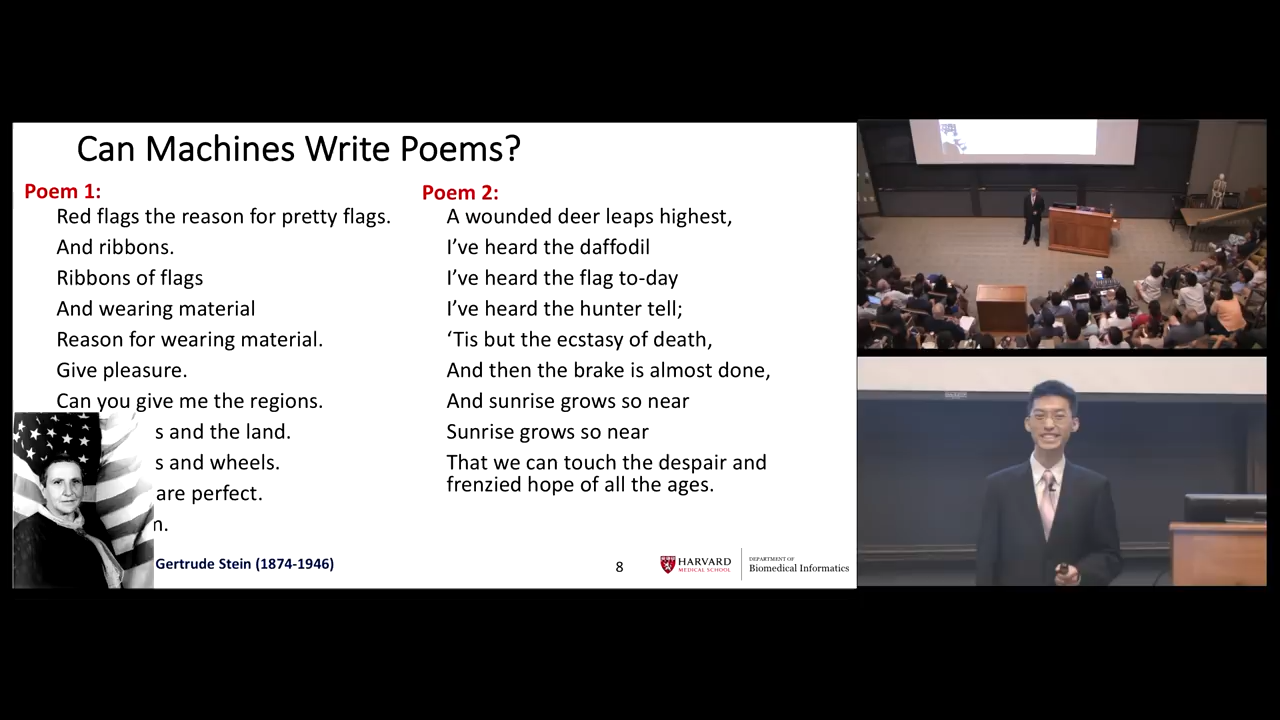 Can Machines Write Poems?
Poem 1:
Red flags the reason for pretty flags.
And ribbons.
Ribbons of flags
And wearing material
Reason for wearing material.
Give pleasure.
Can you give me the regions.
s and the land.
s and wheels.
are perfect.
n.
Gertrude Stein (1874-1946)
Poem 2:
A wounded deer leaps highest,
I’ve heard the daffodil
I’ve heard the flag to-day
I’ve heard the hunter tell;
‘Tis but the ecstasy of death,
And then the brake is almost done,
And sunrise grows so near
Sunrise grows so near
That we can touch the despair and
frenzied hope of all the ages.
8
HARVARD
MEDICAL SCHOOL
DEPARTMENT OF
Biomedical Informatics